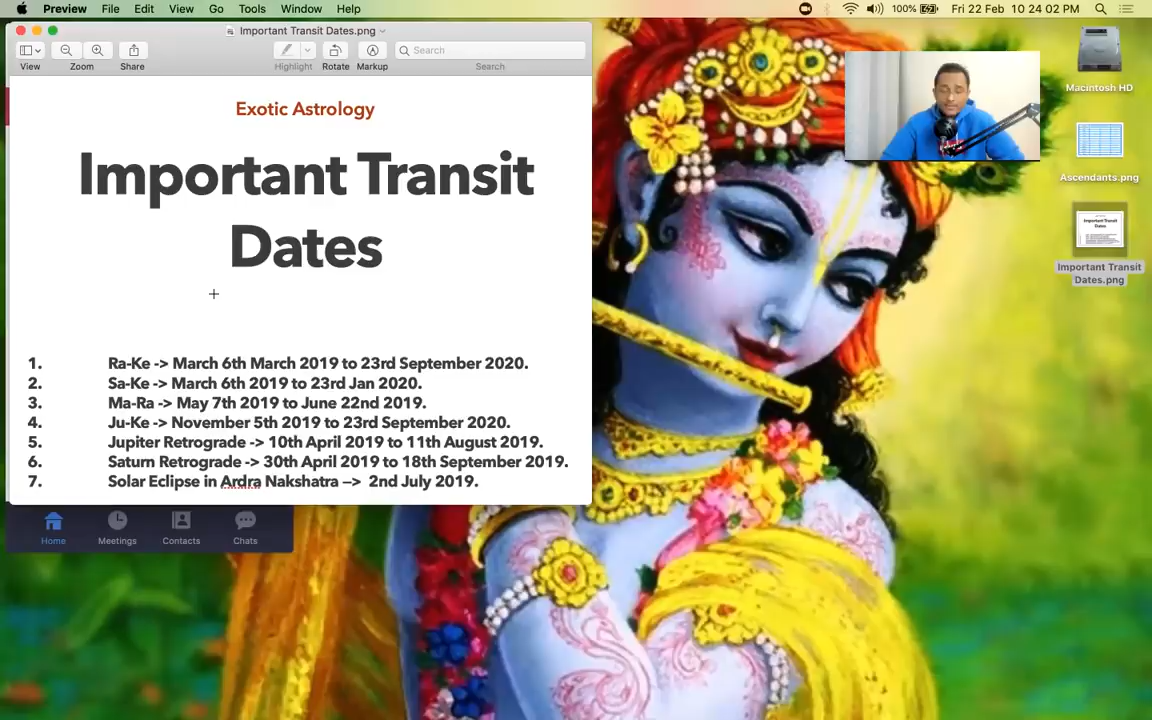 Preview File Edit View Go Tools Window Help 100% Fri 22 Feb 10 24 02 PM
Important Transit Dates.png
Search
View Zoom Share Highlight Rotate Markup Search
Exotic Astrology
Important Transit
Dates
1. Ra-Ke -> March 6th March 2019 to 23rd September 2020.
2. Sa-Ke -> March 6th 2019 to 23rd Jan 2020.
3. Ma-Ra -> May 7th 2019 to June 22nd 2019.
4. Ju-Ke -> November 5th 2019 to 23rd September 2020.
5. Jupiter Retrograde -> 10th April 2019 to 11th August 2019.
6. Saturn Retrograde -> 30th April 2019 to 18th September 2019.
7. Solar Eclipse in Ardra Nakshatra —> 2nd July 2019.
Home Meetings Contacts Chats
Macintosh HD
Ascendants.png
Important Transit
Dates.png